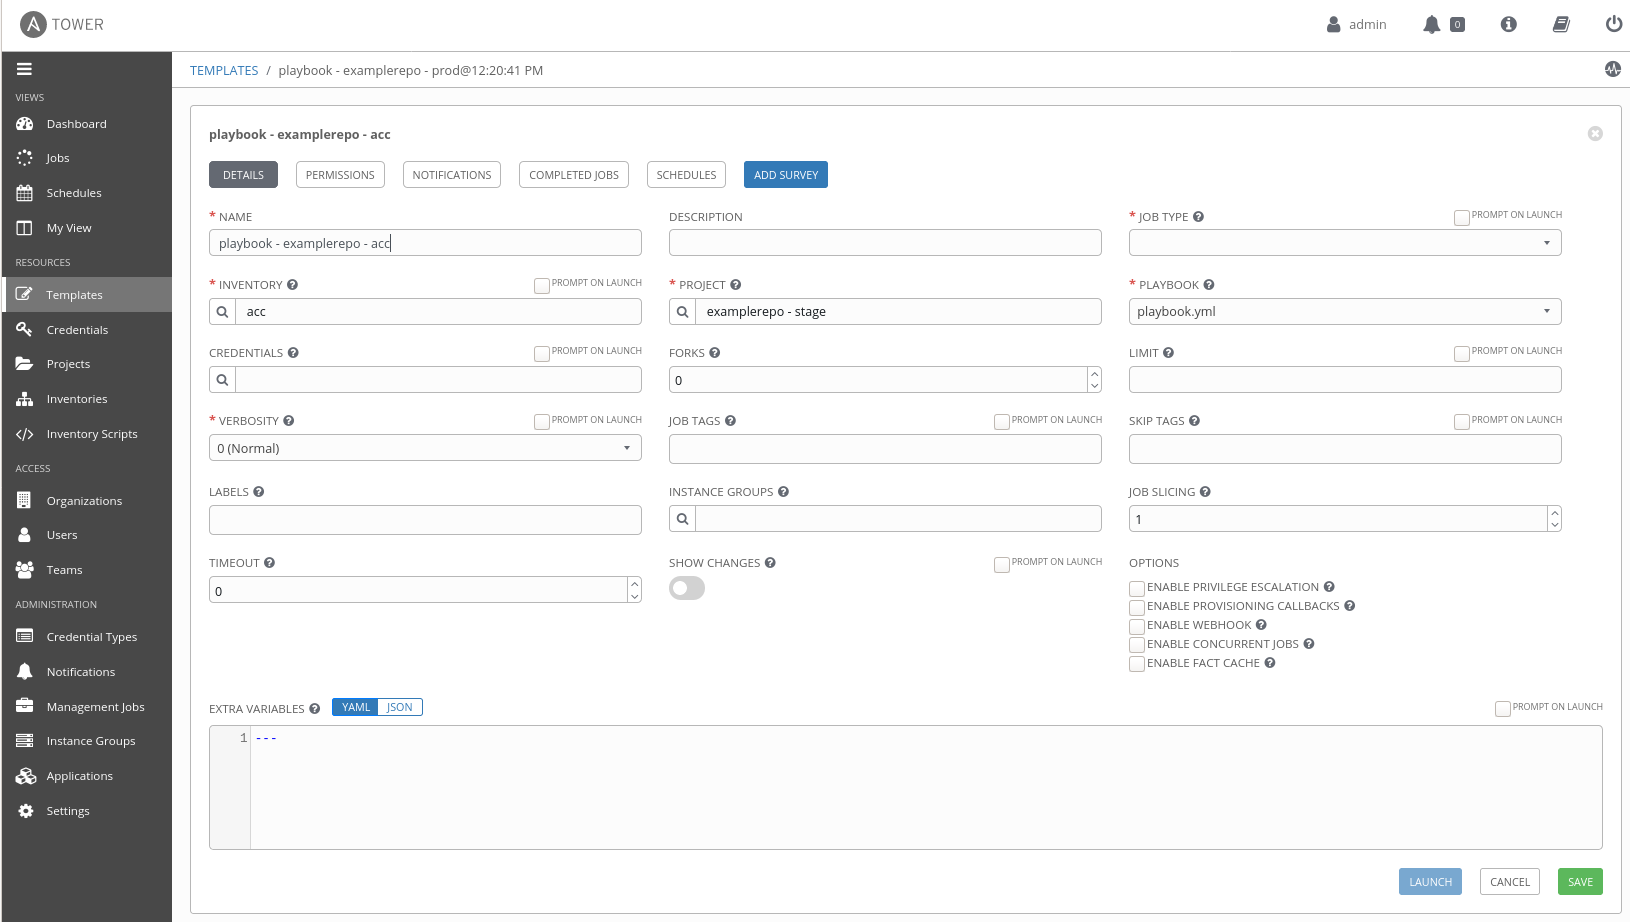 A TOWER
admin
0
TEMPLATES / playbook - examplerepo - prod@12:20:41 PM
VIEWS
Dashboard
Jobs
Schedules
My View
RESOURCES
Templates
Credentials
Projects
Inventories
Inventory Scripts
ACCESS
Organizations
Users
Teams
ADMINISTRATION
Credential Types
Notifications
Management Jobs
Instance Groups
Applications
Settings
playbook - examplerepo - acc
DETAILS PERMISSIONS NOTIFICATIONS COMPLETED JOBS SCHEDULES ADD SURVEY
* NAME
playbook - examplerepo - acc
DESCRIPTION
* JOB TYPE ? PROMPT ON LAUNCH
* INVENTORY ? PROMPT ON LAUNCH
acc
* PROJECT ?
examplerepo - stage
* PLAYBOOK ?
playbook.yml
CREDENTIALS ? PROMPT ON LAUNCH
FORKS ?
0
LIMIT ? PROMPT ON LAUNCH
* VERBOSITY ? PROMPT ON LAUNCH
0 (Normal)
JOB TAGS ? PROMPT ON LAUNCH
SKIP TAGS ? PROMPT ON LAUNCH
LABELS ?
INSTANCE GROUPS ?
JOB SLICING ?
1
TIMEOUT ?
0
SHOW CHANGES ? PROMPT ON LAUNCH
OPTIONS
ENABLE PRIVILEGE ESCALATION ?
ENABLE PROVISIONING CALLBACKS ?
ENABLE WEBHOOK ?
ENABLE CONCURRENT JOBS ?
ENABLE FACT CACHE ?
EXTRA VARIABLES ? YAML JSON PROMPT ON LAUNCH
1 ---
LAUNCH CANCEL SAVE